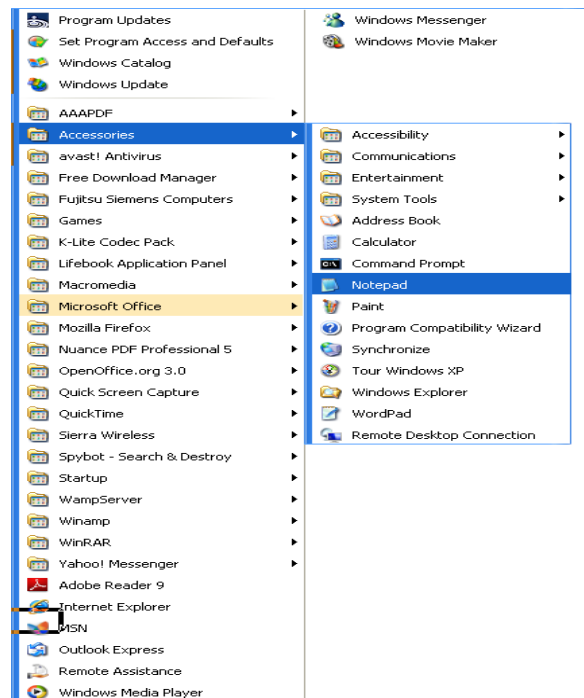 Program Updates
Set Program Access and Defaults
Windows Catalog
Windows Update
AAAPDF
Accessories
avast! Antivirus
Free Download Manager
Fujitsu Siemens Computers
Games
K-Lite Codec Pack
Lifebook Application Panel
Macromedia
Microsoft Office
Mozilla Firefox
Nuance PDF Professional 5
OpenOffice.org 3.0
Quick Screen Capture
QuickTime
Sierra Wireless
Spybot - Search & Destroy
Startup
WampServer
Winamp
WinRAR
Yahoo! Messenger
Adobe Reader 9
Internet Explorer
MSN
Outlook Express
Remote Assistance
Windows Media Player
Windows Messenger
Windows Movie Maker
Accessibility
Communications
Entertainment
System Tools
Address Book
Calculator
Command Prompt
Notepad
Paint
Program Compatibility Wizard
Synchronize
Tour Windows XP
Windows Explorer
WordPad
Remote Desktop Connection